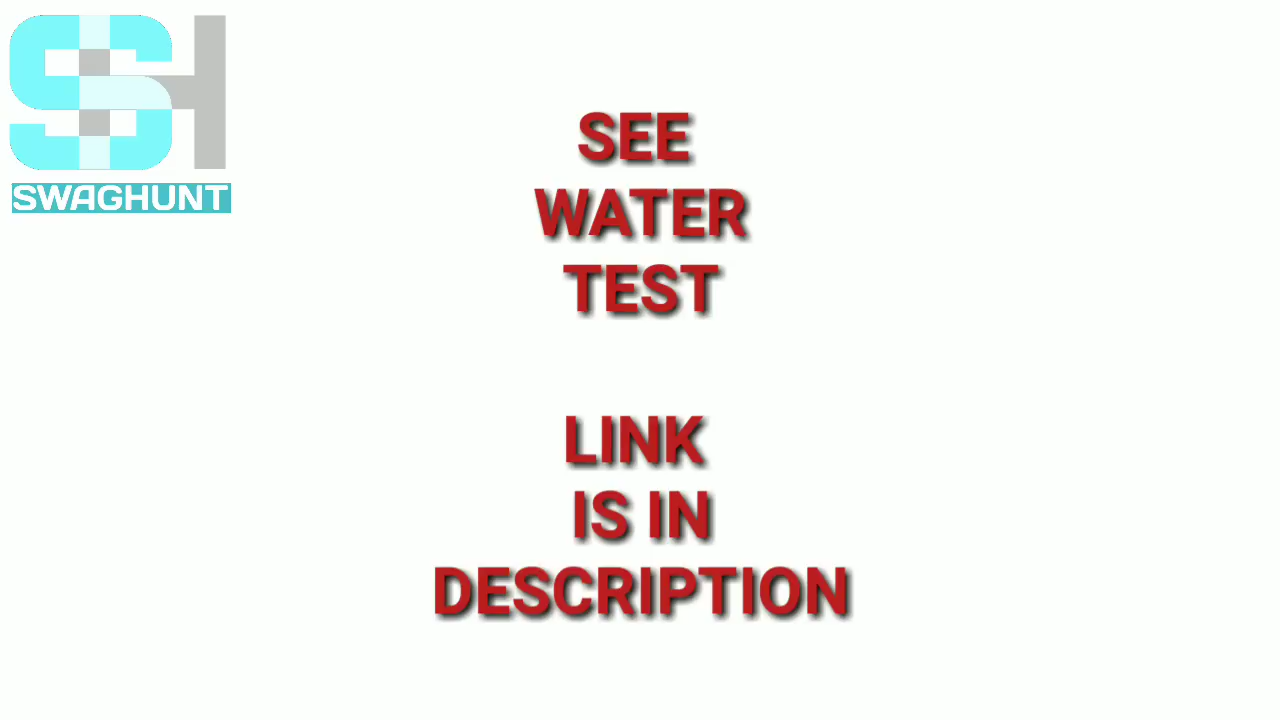 SWAGHUNT
SEE
WATER
TEST
LINK
IS IN
DESCRIPTION